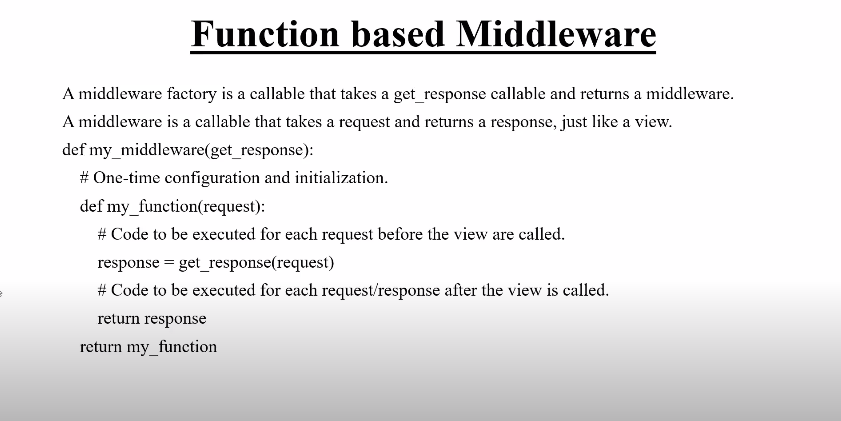 Function based Middleware
A middleware factory is a callable that takes a get_response callable and returns a middleware.
A middleware is a callable that takes a request and returns a response, just like a view.
def my_middleware(get_response):
# One-time configuration and initialization.
def my_function(request):
# Code to be executed for each request before the view are called.
response = get_response(request)
# Code to be executed for each request/response after the view is called.
return response
return my_function